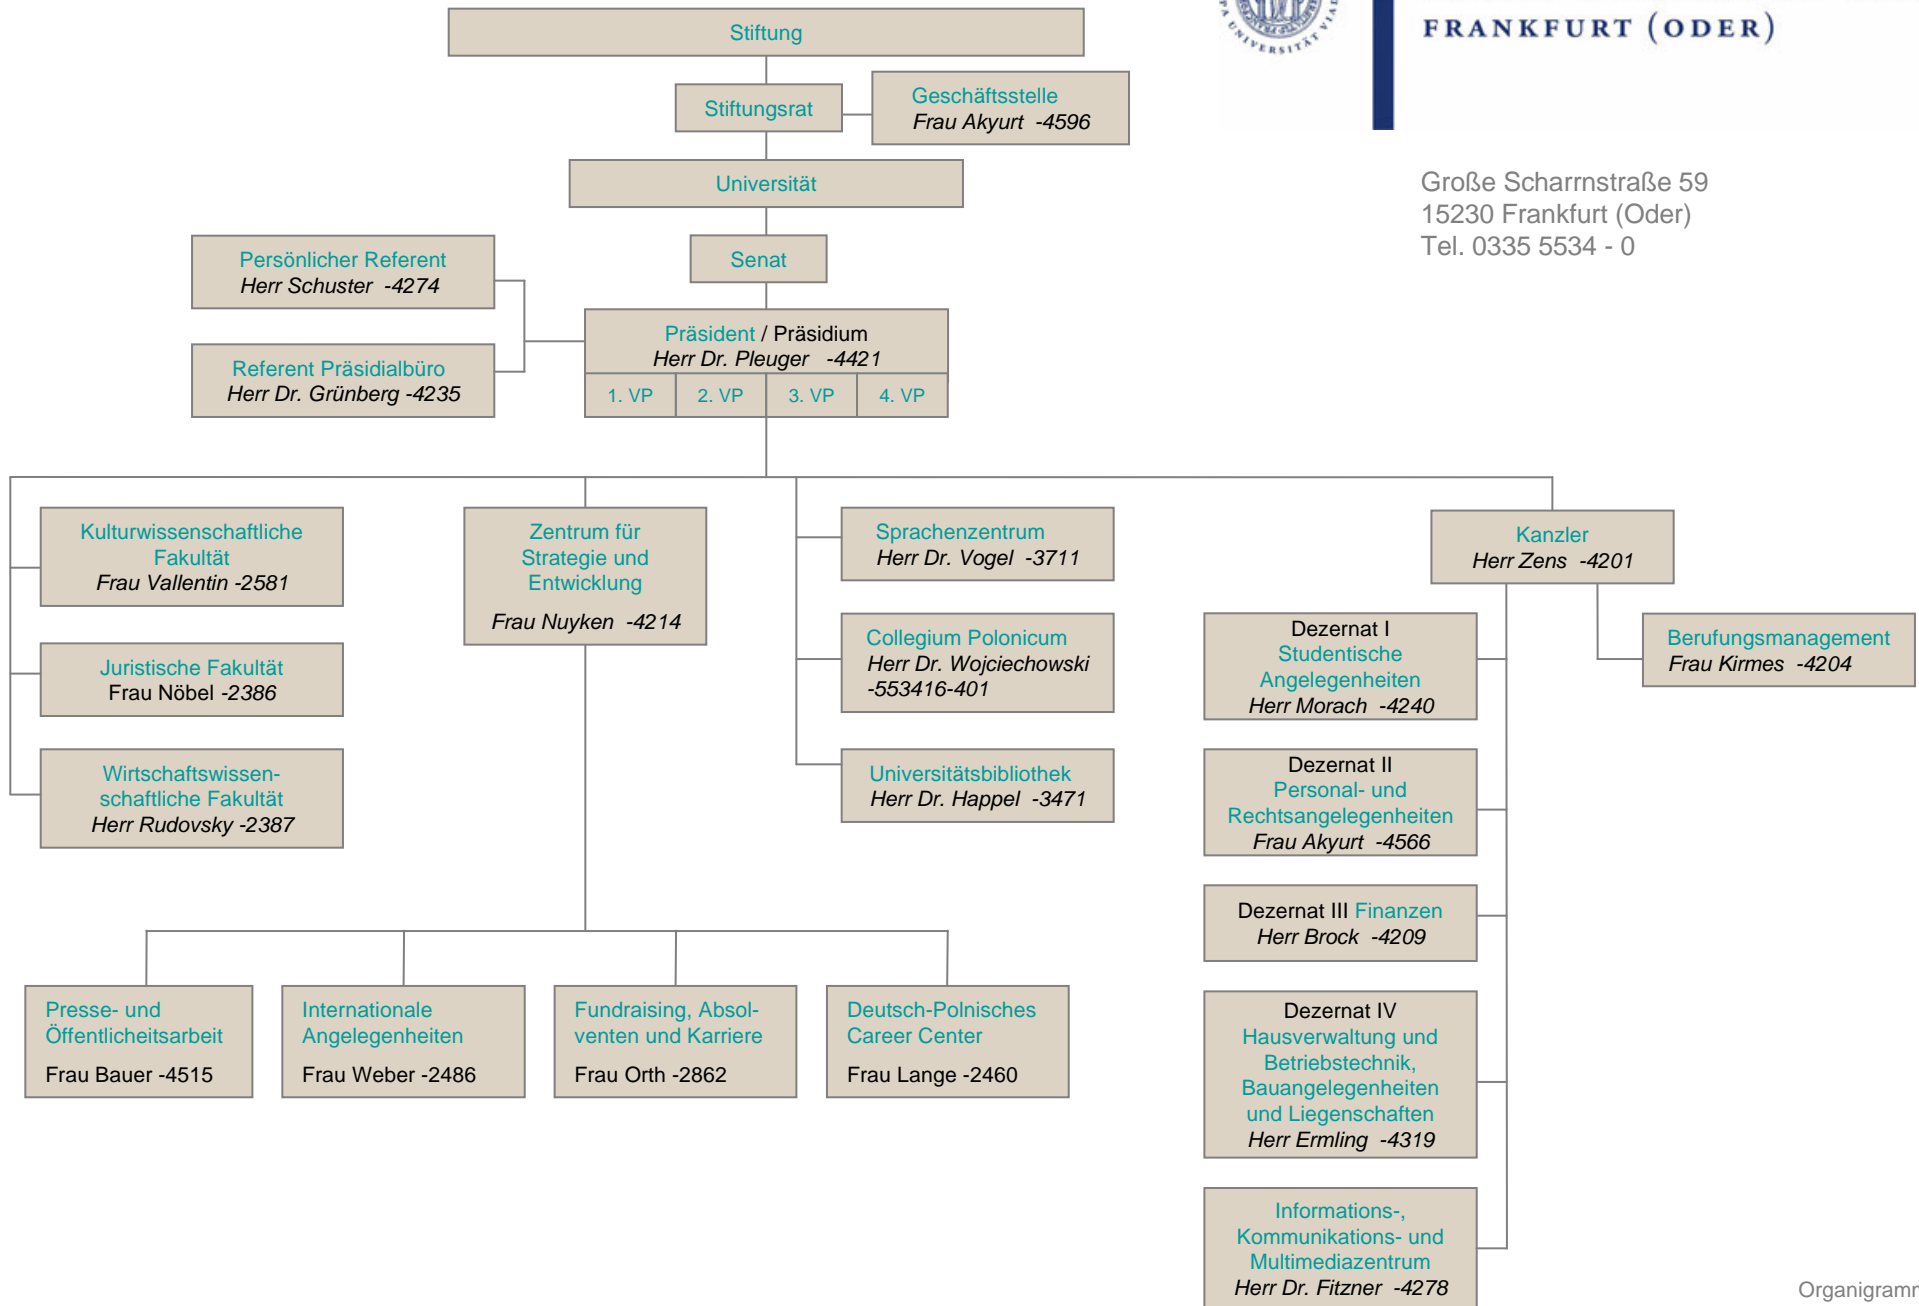 Stiftung
FRANKFURT (ODER)
Stiftungsrat
Geschäftsstelle
Frau Akyurt -4596
Universität
Große Scharrnstraße 59
15230 Frankfurt (Oder)
Tel. 0335 5534 - 0
Senat
Persönlicher Referent
Herr Schuster -4274
Präsident / Präsidium
Herr Dr. Pleuger -4421
Referent Präsidialbüro
Herr Dr. Grünberg -4235
1. VP
2. VP
3. VP
4. VP
Kulturwissenschaftliche
Fakultät
Frau Vallentin -2581
Juristische Fakultät
Frau Nöbel -2386
Wirtschaftswissen-
schaftliche Fakultät
Herr Rudovsky -2387
Zentrum für
Strategie und
Entwicklung
Frau Nuyken -4214
Sprachenzentrum
Herr Dr. Vogel -3711
Collegium Polonicum
Herr Dr. Wojciechowski
-553416-401
Universitätsbibliothek
Herr Dr. Happel -3471
Kanzler
Herr Zens -4201
Berufungsmanagement
Frau Kirmes -4204
Dezernat I
Studentische
Angelegenheiten
Herr Morach -4240
Dezernat II
Personal- und
Rechtsangelegenheiten
Frau Akyurt -4566
Dezernat III Finanzen
Herr Brock -4209
Dezernat IV
Hausverwaltung und
Betriebstechnik,
Bauangelegenheiten
und Liegenschaften
Herr Ermling -4319
Informations-,
Kommunikations- und
Multimediazentrum
Herr Dr. Fitzner -4278
Presse- und
Öffentlicheitsarbeit
Frau Bauer -4515
Internationale
Angelegenheiten
Frau Weber -2486
Fundraising, Absol-
venten und Karriere
Frau Orth -2862
Deutsch-Polnisches
Career Center
Frau Lange -2460